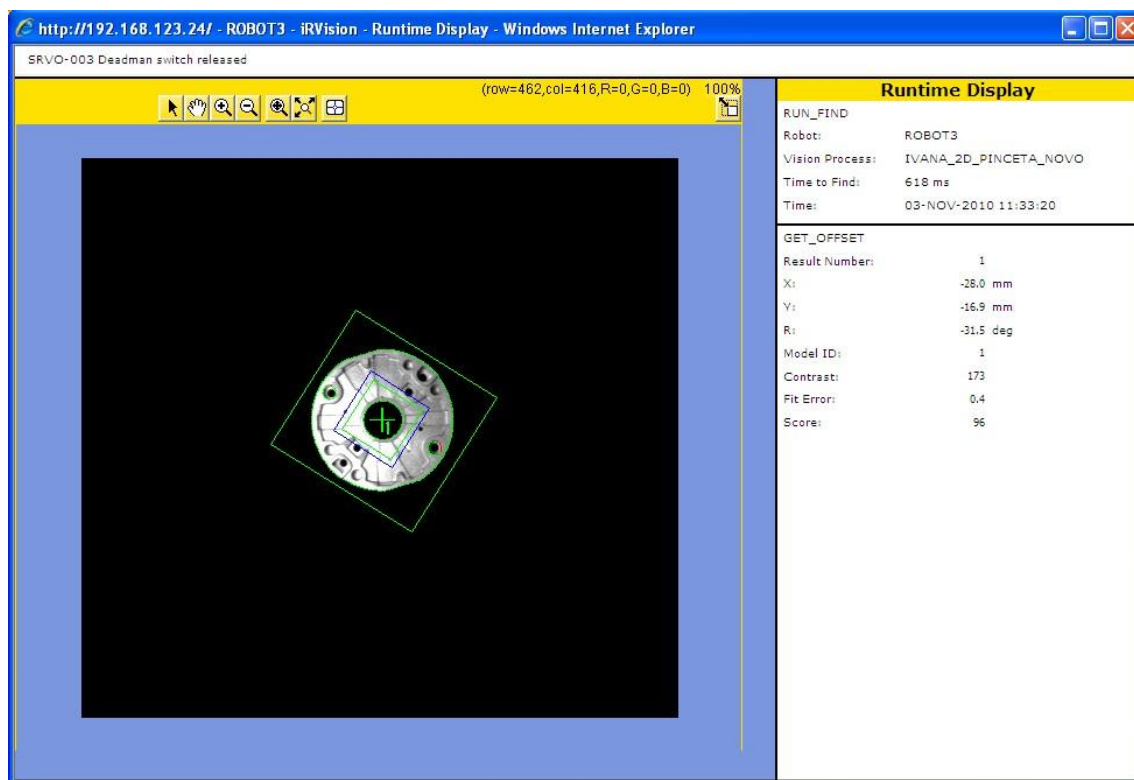 http://192.168.123.24/ - ROBOT3 - iRVision - Runtime Display - Windows Internet Explorer
SRVO-003 Deadman switch released
(row=462,col=416,R=0,G=0,B=0) 100%
Runtime Display
RUN_FIND
Robot: ROBOT3
Vision Process: IVANA_2D_PINCETA_NOVO
Time to Find: 618 ms
Time: 03-NOV-2010 11:33:20
GET_OFFSET
Result Number: 1
X: -28.0 mm
Y: -16.9 mm
R: -31.5 deg
Model ID: 1
Contrast: 173
Fit Error: 0.4
Score: 96
1